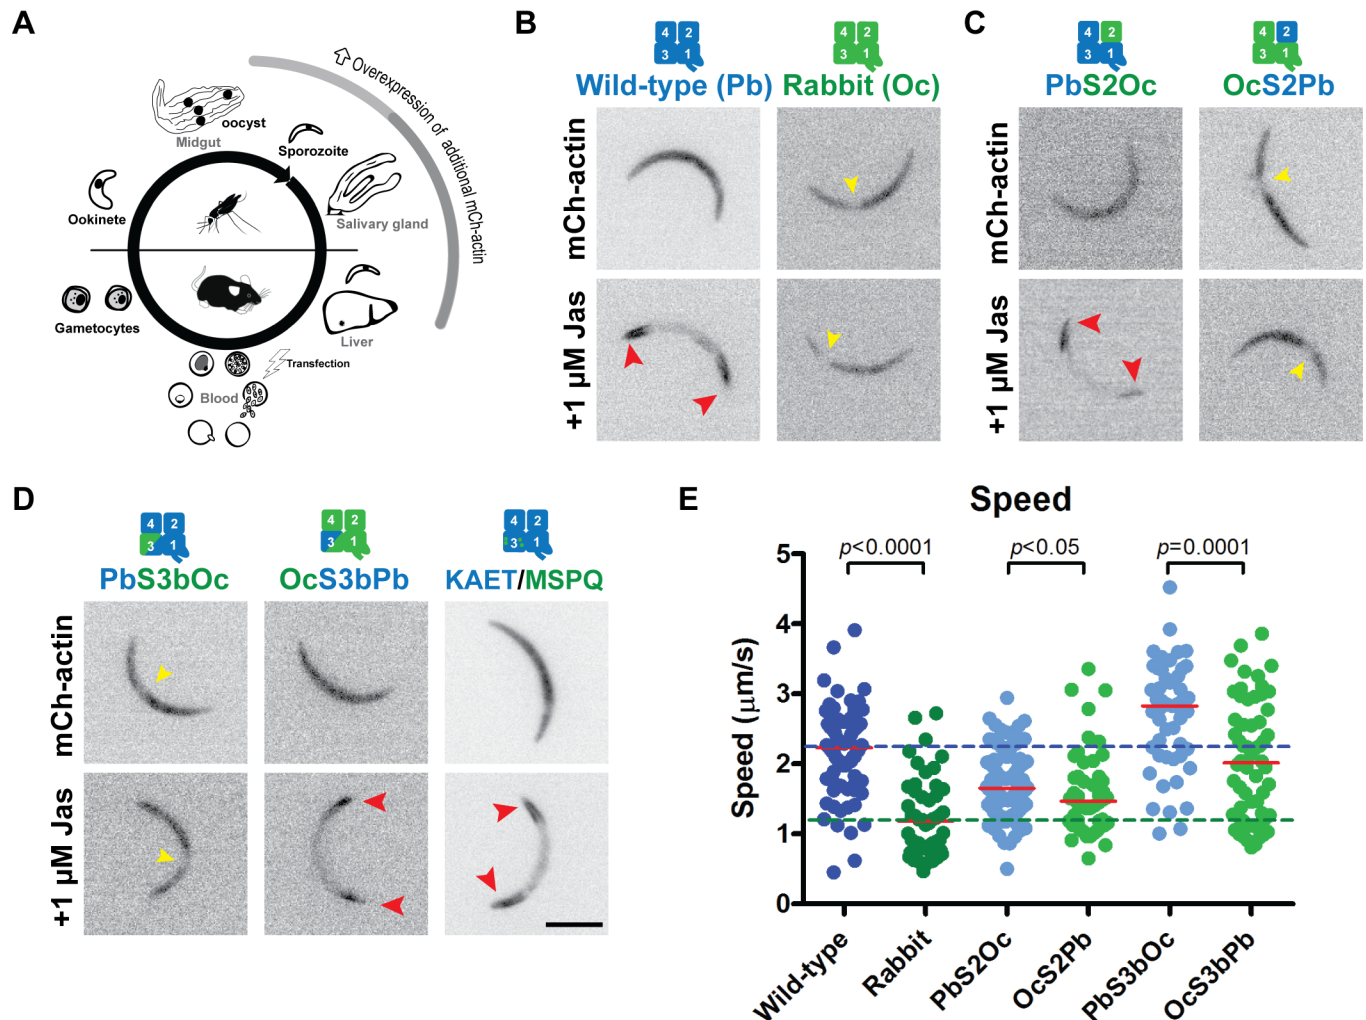 A
Overexpression of additional mCh-actin
oocyst
Midgut
Sporozoite
Ookinete
Salivary gland
Gametocytes
Liver
Transfection
Blood
B
4 2
3 1
4 2
3 1
Wild-type (Pb) Rabbit (Oc)
mCh-actin
+1 µM Jas
C
4 2
3 1
4 2
3 1
PbS2Oc OcS2Pb
mCh-actin
+1 µM Jas
D
4 2
3 1
4 2
3 1
4 2
3 1
PbS3bOc OcS3bPb KAET/MSPQ
mCh-actin
+1 µM Jas
E
Speed
p<0.0001 p<0.05 p=0.0001
Speed (µm/s)
5
4
3
2
1
0
Wild-type
Rabbit
PbS2Oc
OcS2Pb
PbS3bOc
OcS3bPb